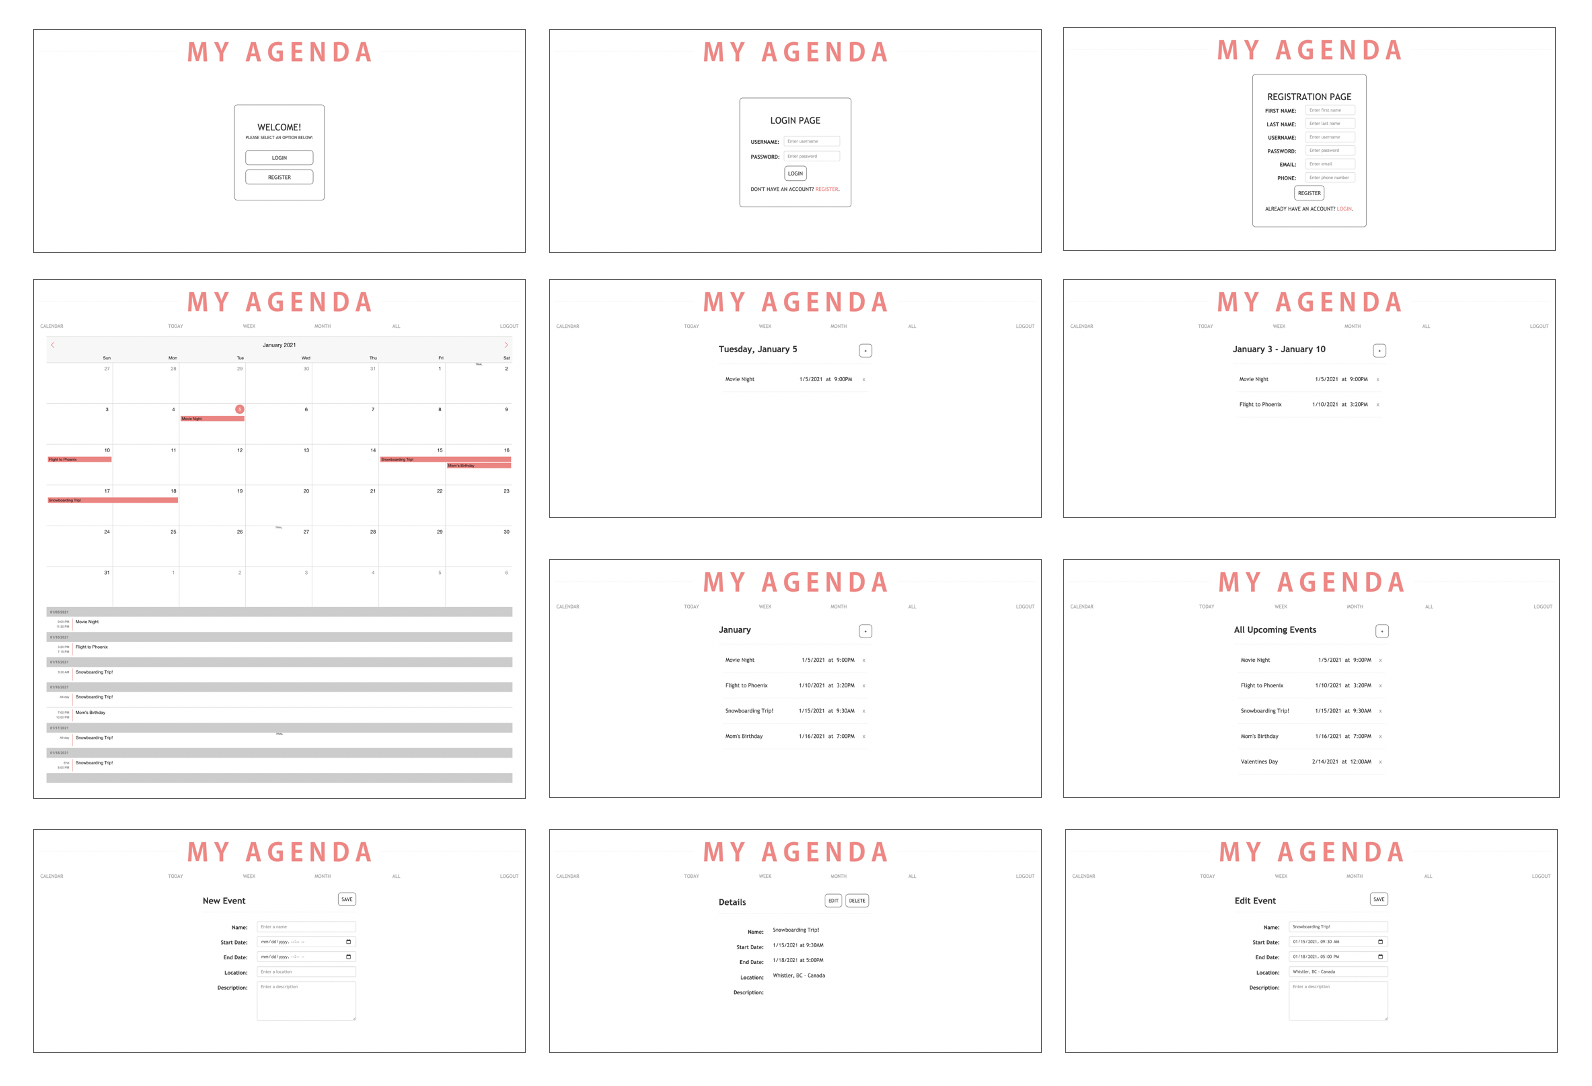 MY AGENDA
WELCOME!
PLEASE SELECT AN OPTION BELOW:
LOGIN
REGISTER
MY AGENDA
LOGIN PAGE
USERNAME: Enter username
PASSWORD: Enter password
LOGIN
DON'T HAVE AN ACCOUNT? REGISTER.
MY AGENDA
REGISTRATION PAGE
FIRST NAME: Enter first name
LAST NAME: Enter last name
USERNAME: Enter username
PASSWORD: Enter password
EMAIL: Enter email
PHONE: Enter phone number
REGISTER
ALREADY HAVE AN ACCOUNT? LOGIN.
MY AGENDA
CALENDAR TODAY WEEK MONTH ALL LOGOUT
< January 2021 >
Sun Mon Tue Wed Thu Fri Sat
27 28 29 30 31 1 2
3 4 5 6 7 8 9
Movie Night
10 11 12 13 14 15 16
Flight to Phoenix Snowboarding Trip!
Mom's Birthday
17 18 19 20 21 22 23
Snowboarding Trip!
24 25 26 27 28 29 30
31 1 2 3 4 5 6
Movie Night
Flight to Phoenix
Snowboarding Trip!
Snowboarding Trip!
Mom's Birthday
Snowboarding Trip!
Snowboarding Trip!
MY AGENDA
CALENDAR TODAY WEEK MONTH ALL LOGOUT
Tuesday, January 5 +
Movie Night 1/5/2021 at 9:00PM x
MY AGENDA
CALENDAR TODAY WEEK MONTH ALL LOGOUT
January 3 - January 10 +
Movie Night 1/5/2021 at 9:00PM x
Flight to Phoenix 1/10/2021 at 3:20PM x
MY AGENDA
CALENDAR TODAY WEEK MONTH ALL LOGOUT
January +
Movie Night 1/5/2021 at 9:00PM x
Flight to Phoenix 1/10/2021 at 3:20PM x
Snowboarding Trip! 1/15/2021 at 9:30AM x
Mom's Birthday 1/16/2021 at 7:00PM x
MY AGENDA
CALENDAR TODAY WEEK MONTH ALL LOGOUT
All Upcoming Events +
Movie Night 1/5/2021 at 9:00PM x
Flight to Phoenix 1/10/2021 at 3:20PM x
Snowboarding Trip! 1/15/2021 at 9:30AM x
Mom's Birthday 1/16/2021 at 7:00PM x
Valentines Day 2/14/2021 at 12:00AM x
MY AGENDA
CALENDAR TODAY WEEK MONTH ALL LOGOUT
New Event SAVE
Name: Enter a name
Start Date: mm/dd/yyyy, --:-- --
End Date: mm/dd/yyyy, --:-- --
Location: Enter a location
Description: Enter a description
MY AGENDA
CALENDAR TODAY WEEK MONTH ALL LOGOUT
Details EDIT DELETE
Name: Snowboarding Trip!
Start Date: 1/15/2021 at 9:30AM
End Date: 1/18/2021 at 5:00PM
Location: Whistler, BC - Canada
Description:
MY AGENDA
CALENDAR TODAY WEEK MONTH ALL LOGOUT
Edit Event SAVE
Name: Snowboarding Trip!
Start Date: 01/15/2021, 09:30 AM
End Date: 01/18/2021, 05:00 PM
Location: Whistler, BC - Canada
Description: Enter a description